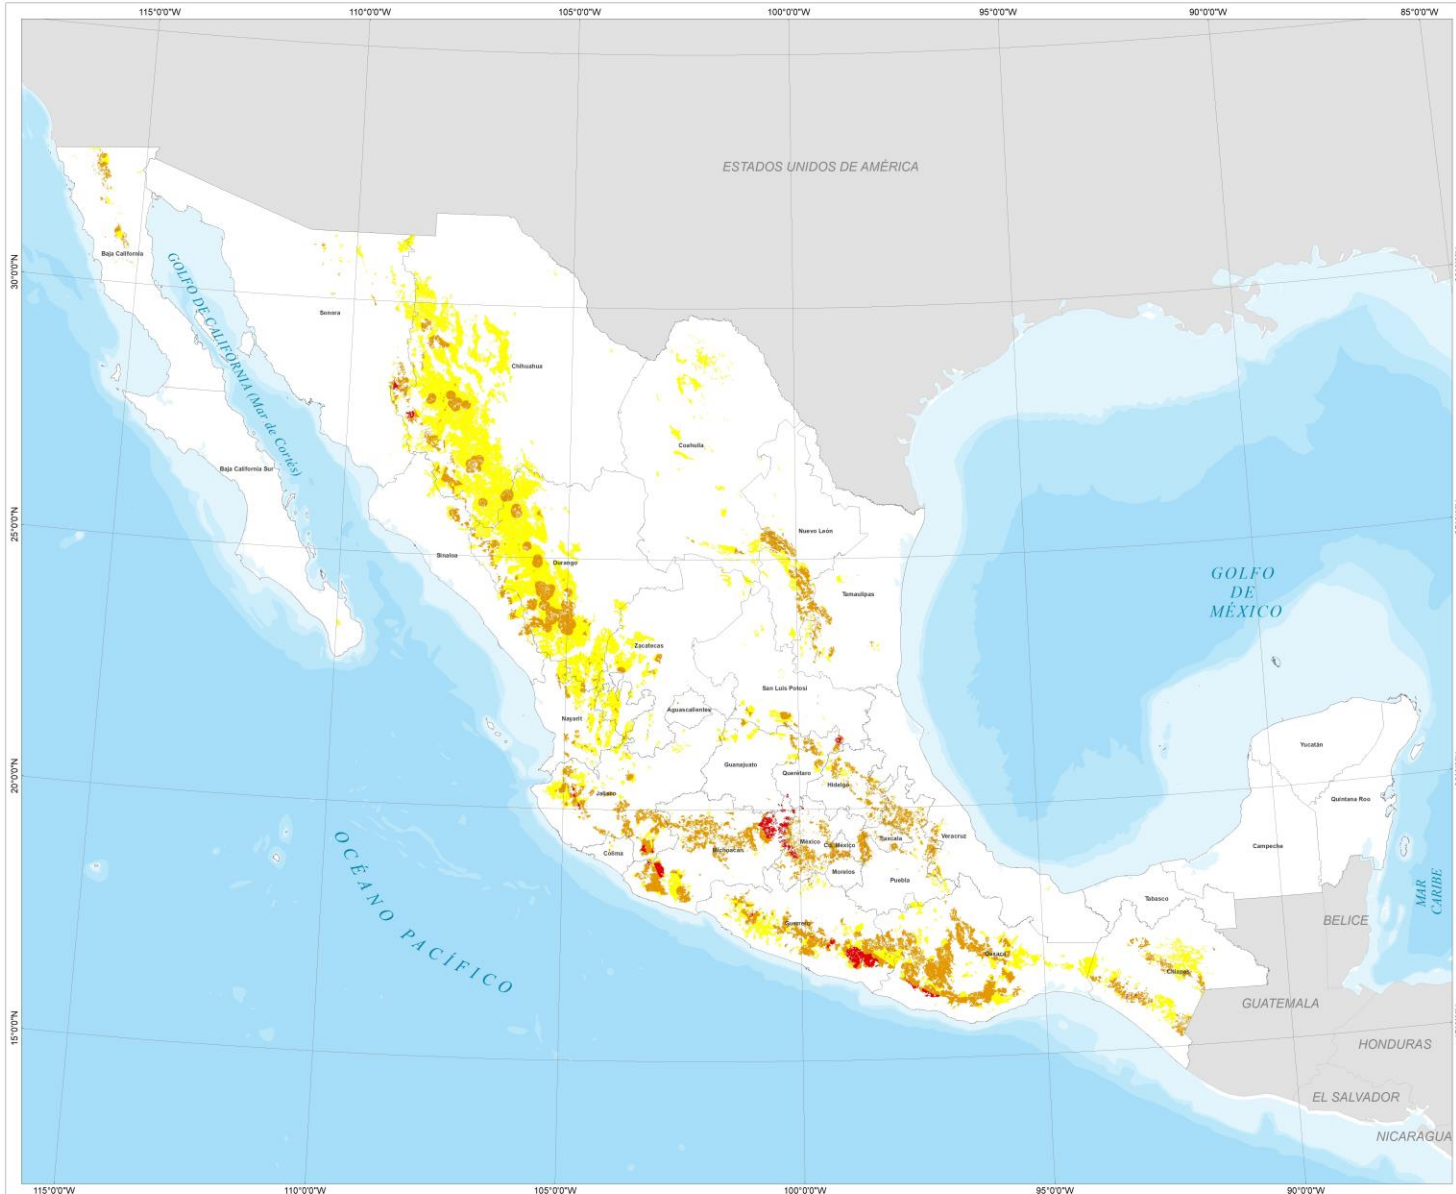 115°0'0"W
110°0'0"W
105°0'0"W
100°0'0"W
95°0'0"W
90°0'0"W
85°0'0"W
ESTADOS UNIDOS DE AMÉRICA
Baja California
GOLFO DE CALIFORNIA (Mar de Cortés)
30°0'0"N
Sonora
Chihuahua
Coahuila
Baja California Sur
25°0'0"N
Nuevo León
Sinaloa
Durango
Tamaulipas
GOLFO
DE
MÉXICO
Zacatecas
San Luis Potosí
Aguascalientes
Nayarit
Yucatán
Guanajuato
Querétaro
Hidalgo
20°0'0"N
Jalisco
Quintana Roo
Tlaxcala
Veracruz
México
Cd. México
Campeche
Colima
Michoacán
Morelos
Puebla
Tabasco
MAR
CARIBE
OCÉANO PACÍFICO
Guerrero
BELICE
Oaxaca
Chiapas
GUATEMALA
15°0'0"N
HONDURAS
EL SALVADOR
NICARAGUA
115°0'0"W
110°0'0"W
105°0'0"W
100°0'0"W
95°0'0"W
90°0'0"W